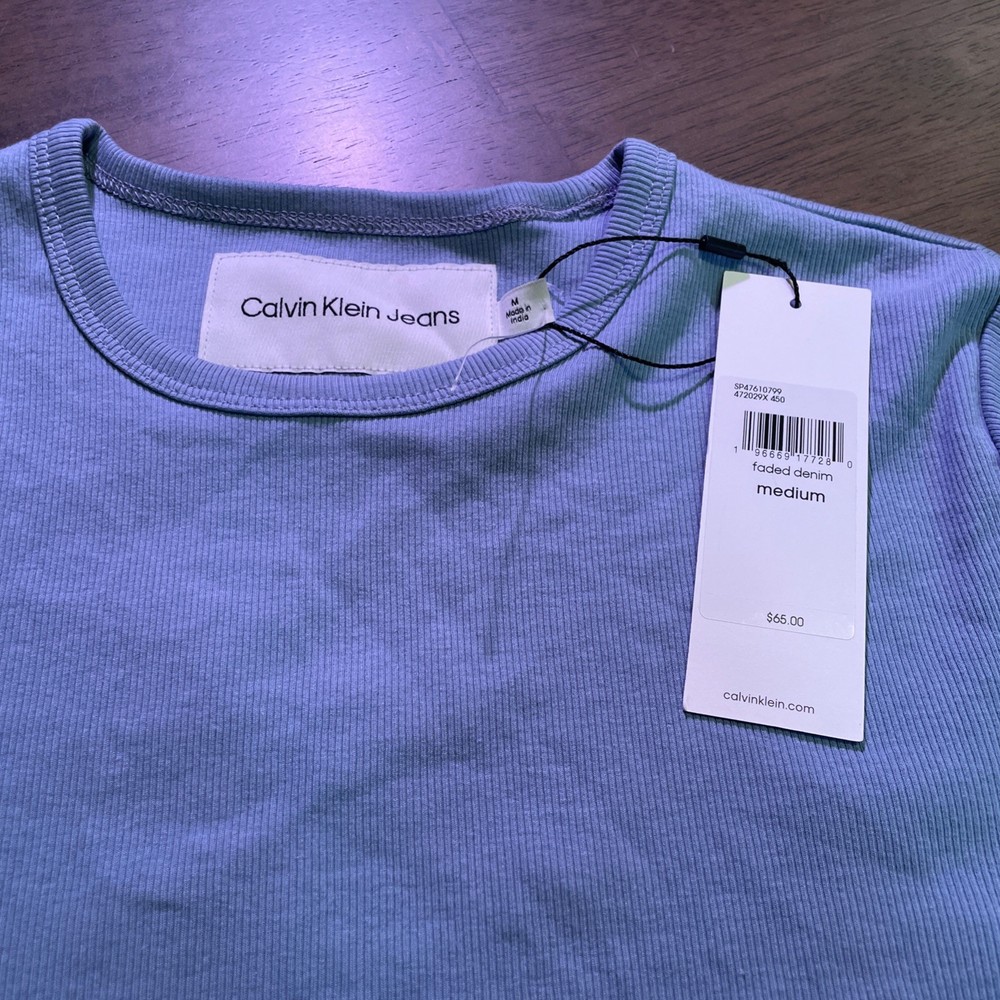 Calvin Klein Jeans
M
Made in
India
SP47610799
472029X 450
1 96669 17728 0
faded denim
medium
$65.00
calvinklein.com